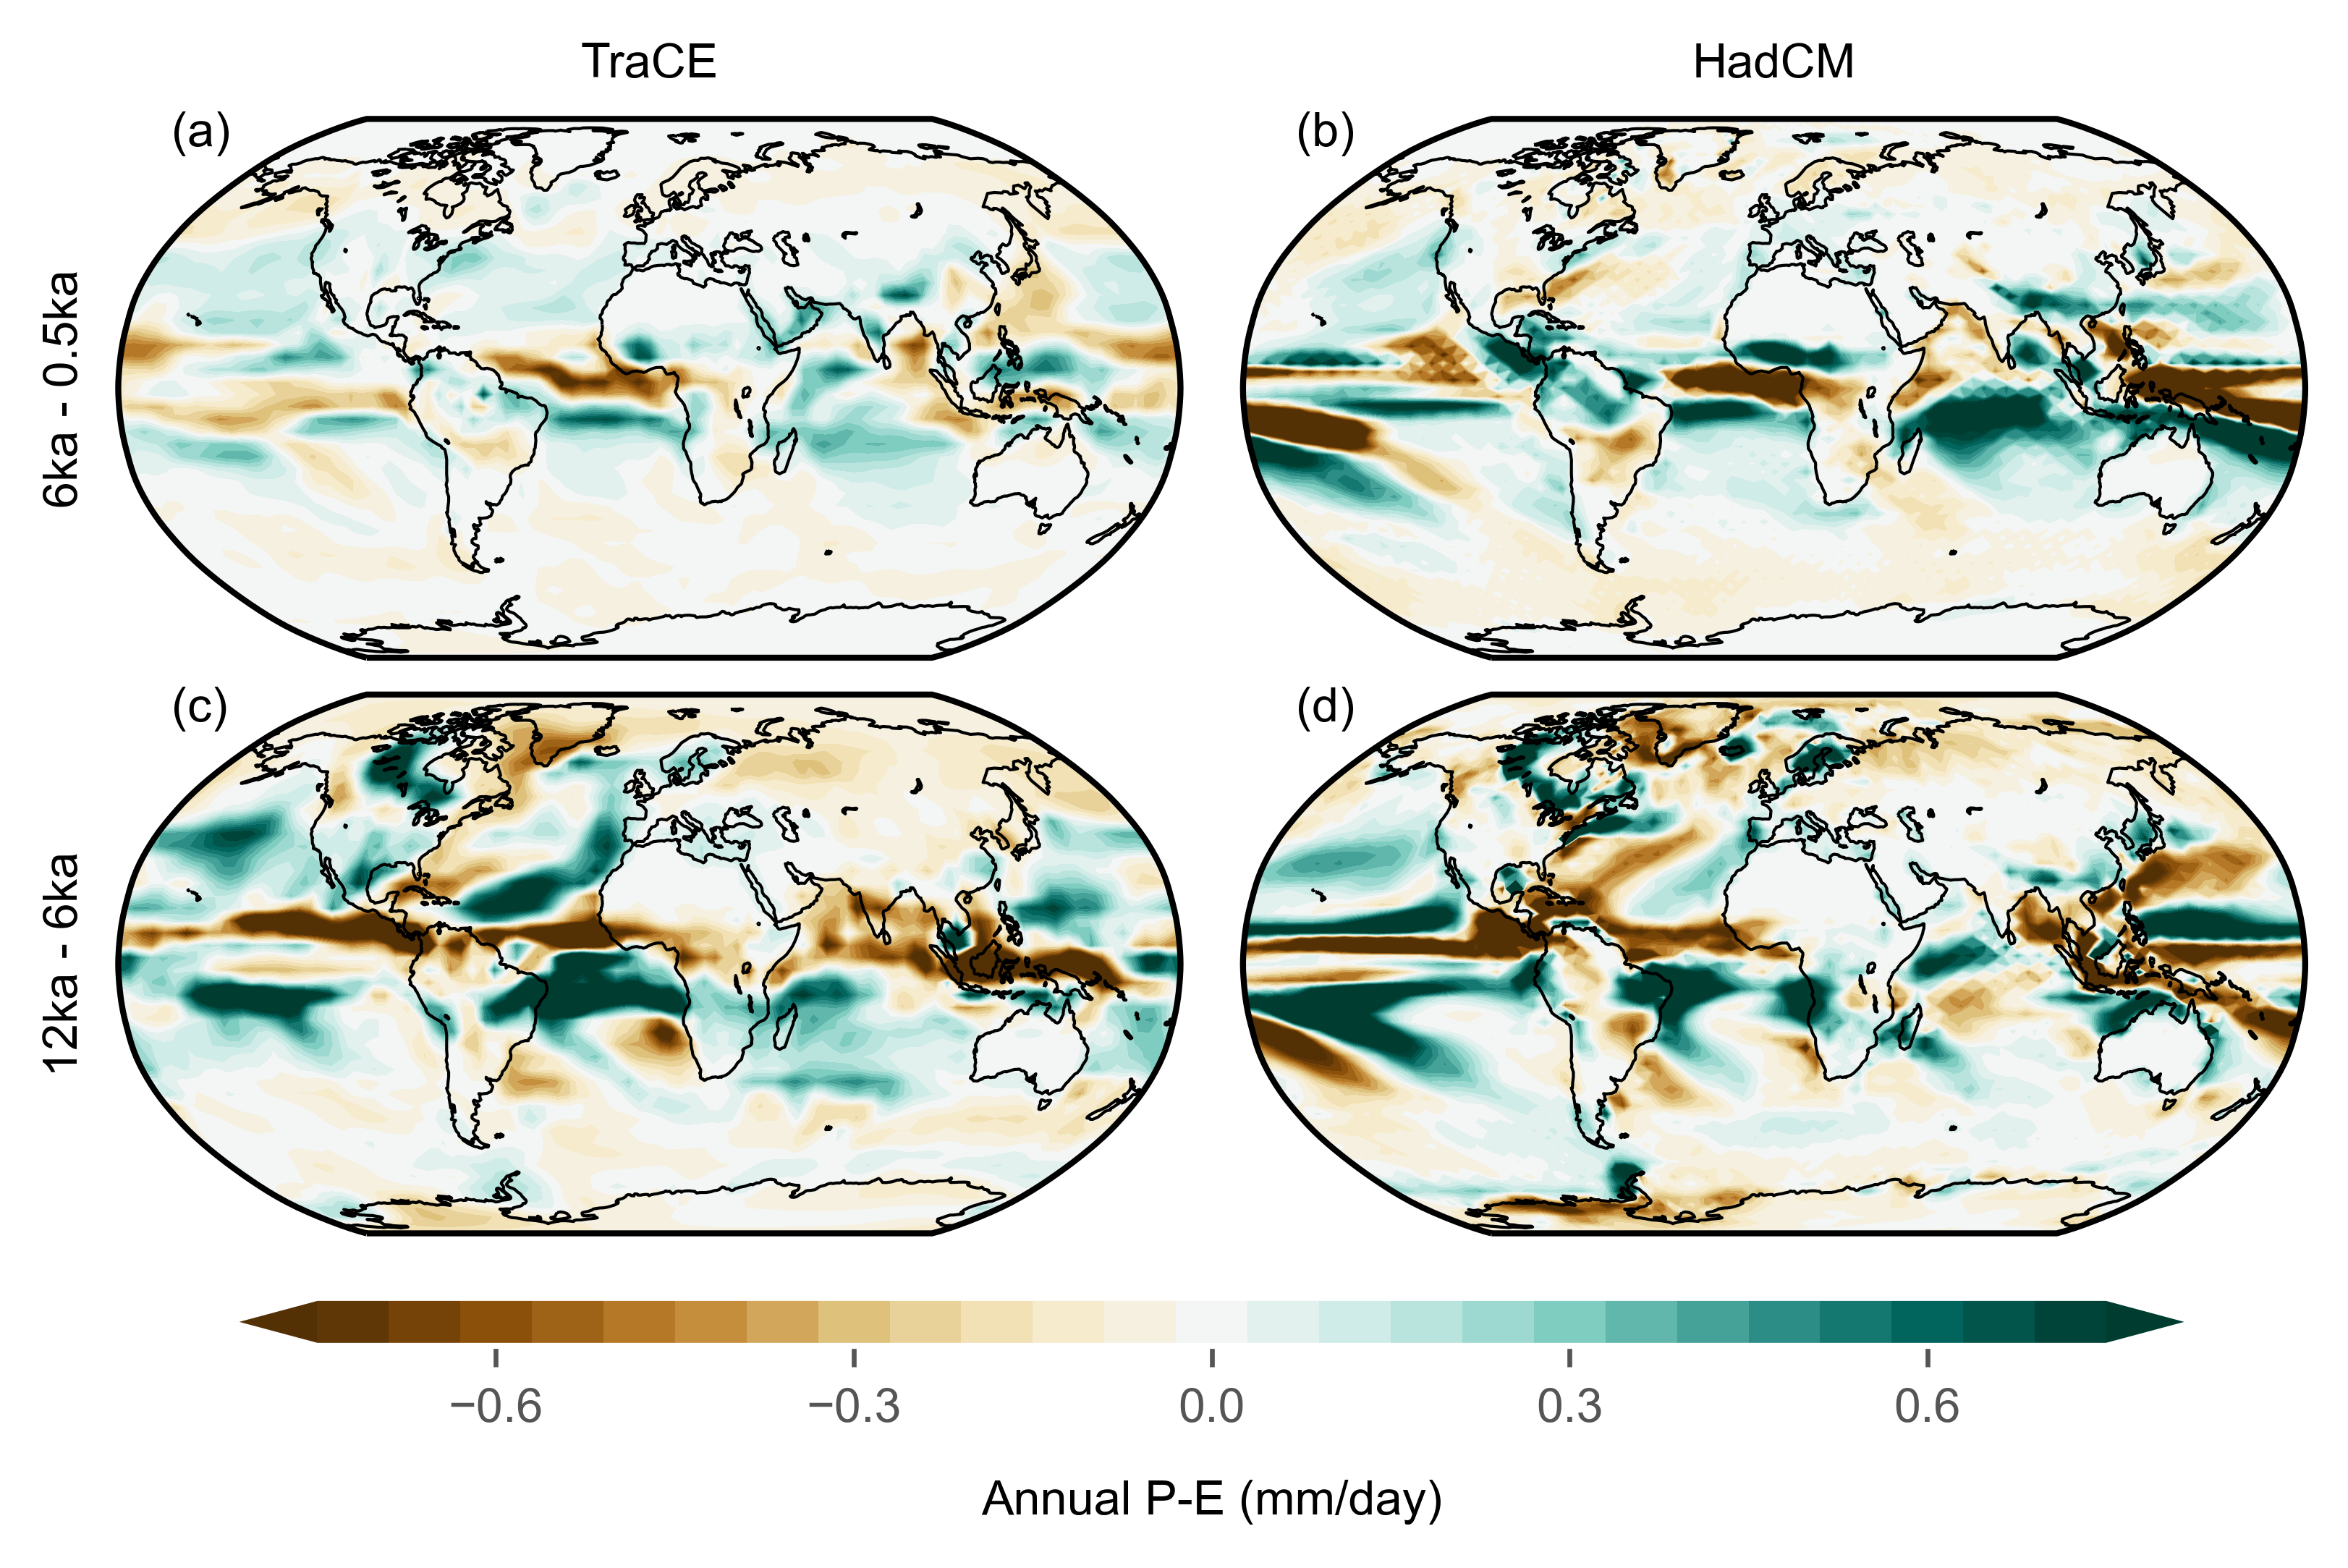 TraCE
HadCM
(a)
(b)
6ka - 0.5ka
(c)
(d)
12ka - 6ka
−0.6
−0.3
0.0
0.3
0.6
Annual P-E (mm/day)